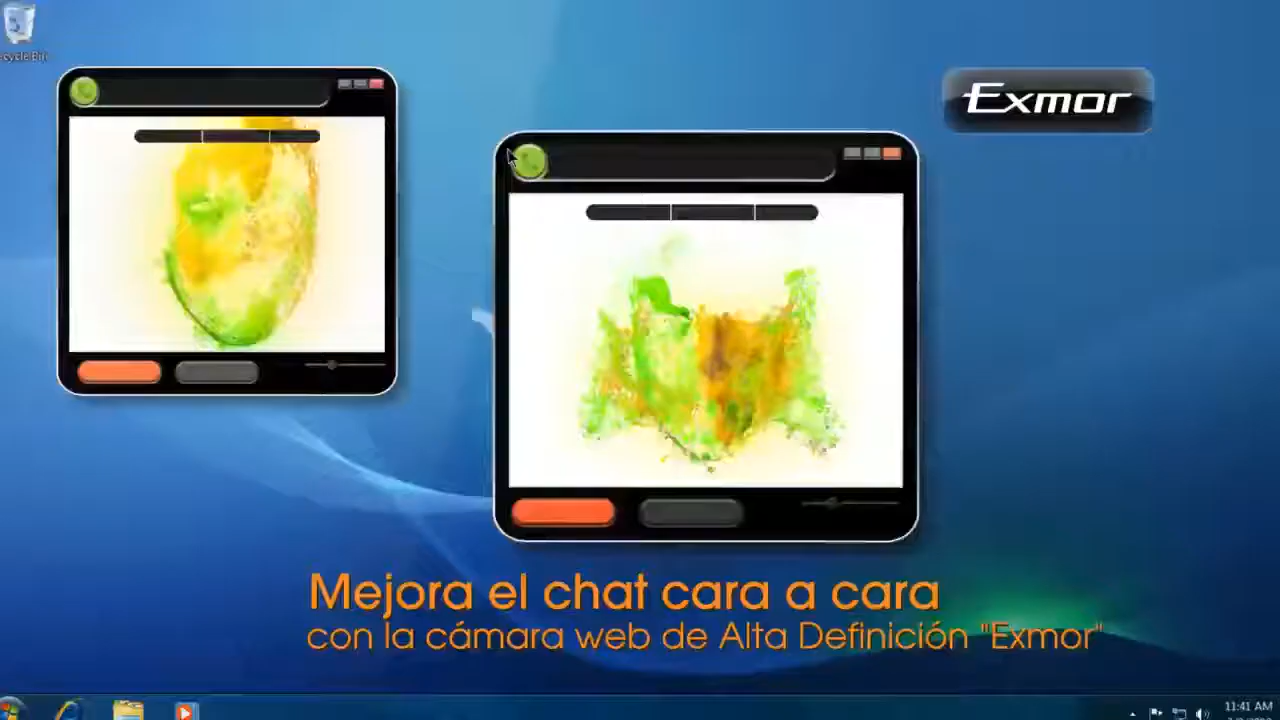 Exmor
Mejora el chat cara a cara
con la cámara web de Alta Definición "Exmor"
11:41 AM